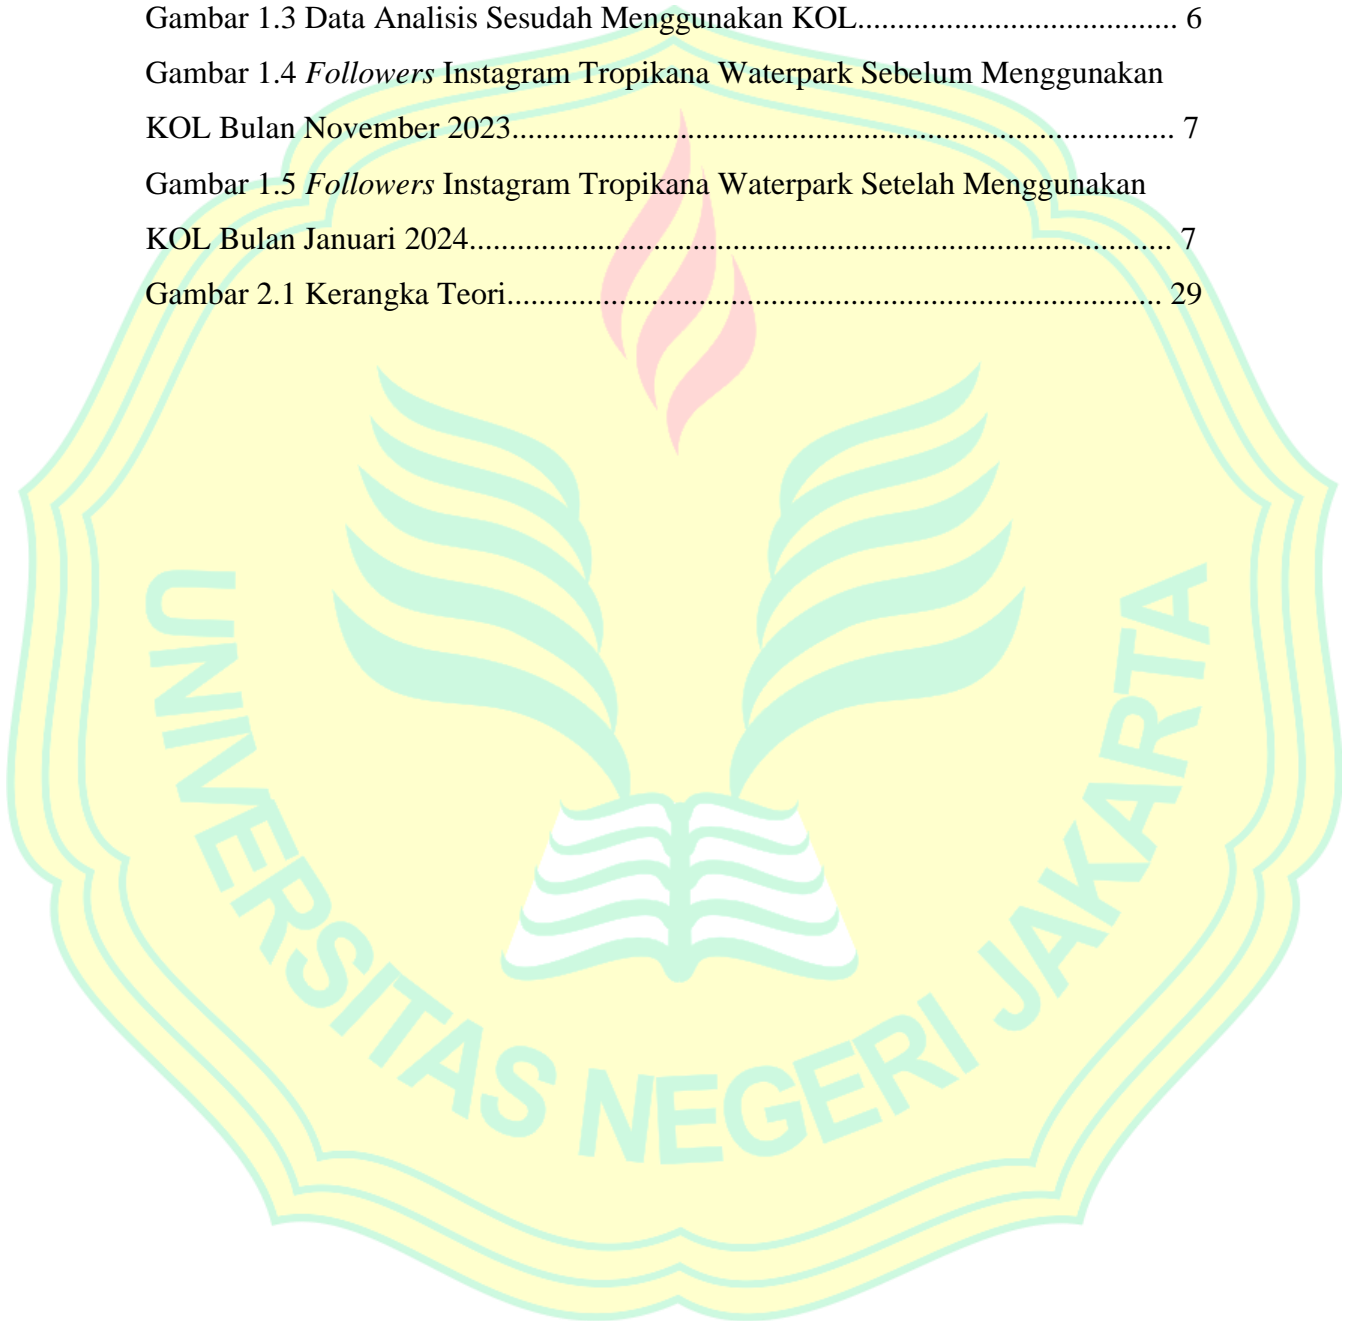 Gambar 1.3 Data Analisis Sesudah Menggunakan KOL........................................ 6
Gambar 1.4 Followers Instagram Tropikana Waterpark Sebelum Menggunakan
KOL Bulan November 2023................................................................................... 7
Gambar 1.5 Followers Instagram Tropikana Waterpark Setelah Menggunakan
KOL Bulan Januari 2024........................................................................................ 7
Gambar 2.1 Kerangka Teori.................................................................................. 29
UNIVERSITAS NEGERI JAKARTA